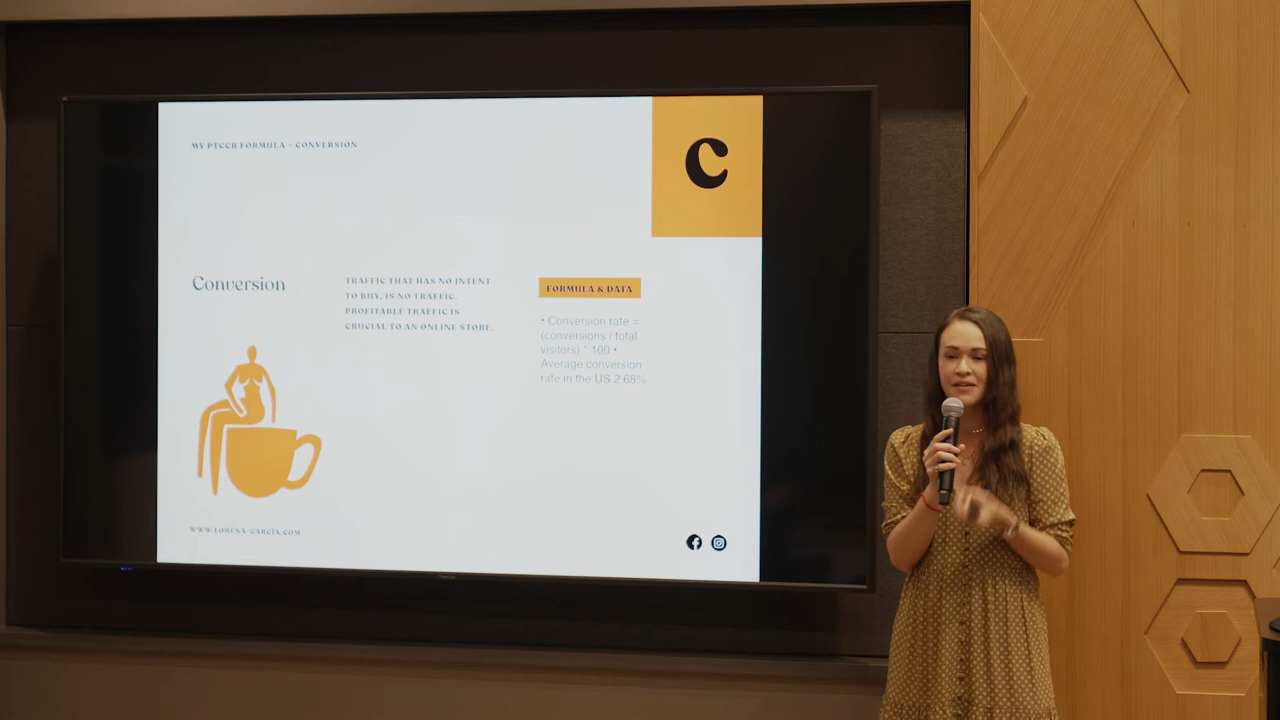 MY PTCCR FORMULA - CONVERSION
C
Conversion
TRAFFIC THAT HAS NO INTENT
TO BUY, IS NO TRAFFIC.
PROFITABLE TRAFFIC IS
CRUCIAL TO AN ONLINE STORE.
FORMULA & DATA
• Conversion rate =
(conversions / total
visitors) * 100 •
Average conversion
rate in the US 2.68%
WWW.LORENA-GARCÍA.COM